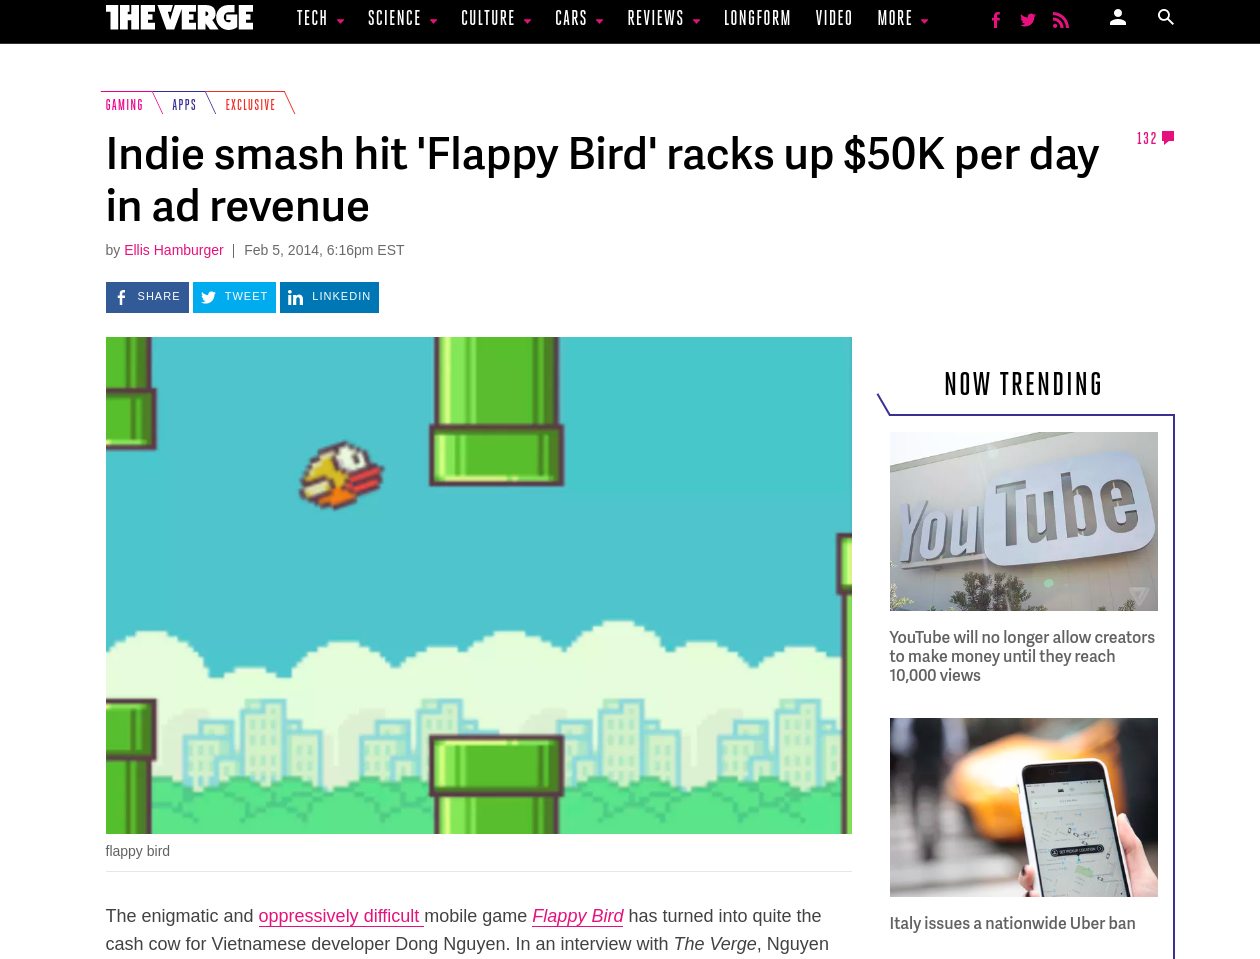 THE VERGE
TECH
SCIENCE
CULTURE
CARS
REVIEWS
LONGFORM
VIDEO
MORE
GAMING
APPS
EXCLUSIVE
Indie smash hit 'Flappy Bird' racks up $50K per day
in ad revenue
132
by Ellis Hamburger | Feb 5, 2014, 6:16pm EST
SHARE
TWEET
LINKEDIN
flappy bird
The enigmatic and oppressively difficult mobile game Flappy Bird has turned into quite the
cash cow for Vietnamese developer Dong Nguyen. In an interview with The Verge, Nguyen
NOW TRENDING
YouTube
YouTube will no longer allow creators
to make money until they reach
10,000 views
SET PICKUP LOCATION
Italy issues a nationwide Uber ban